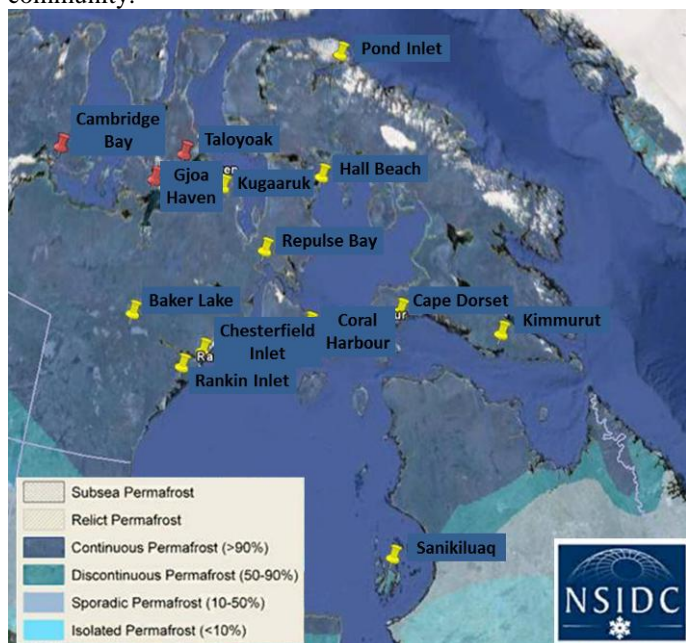 community.
Pond Inlet
Cambridge
Bay
Taloyoak
Gjoa
Haven
Kugaaruk
Hall Beach
Repulse Bay
Baker Lake
Cape Dorset
Coral
Harbour
Kimmurut
Chesterfield
Inlet
Rankin Inlet
Sanikiluaq
Subsea Permafrost
Relict Permafrost
Continuous Permafrost (>90%)
Discontinuous Permafrost (50-90%)
Sporadic Permafrost (10-50%)
Isolated Permafrost (<10%)
NSIDC